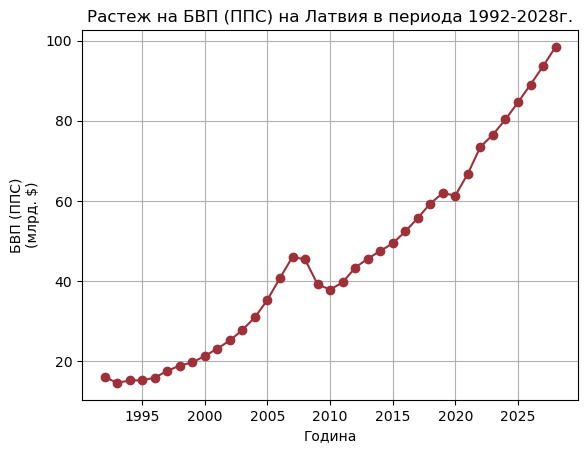 Растеж на БВП (ППС) на Латвия в периода 1992-2028г.
БВП (ППС)
(млрд. $)
100
80
60
40
20
1995 2000 2005 2010 2015 2020 2025
Година